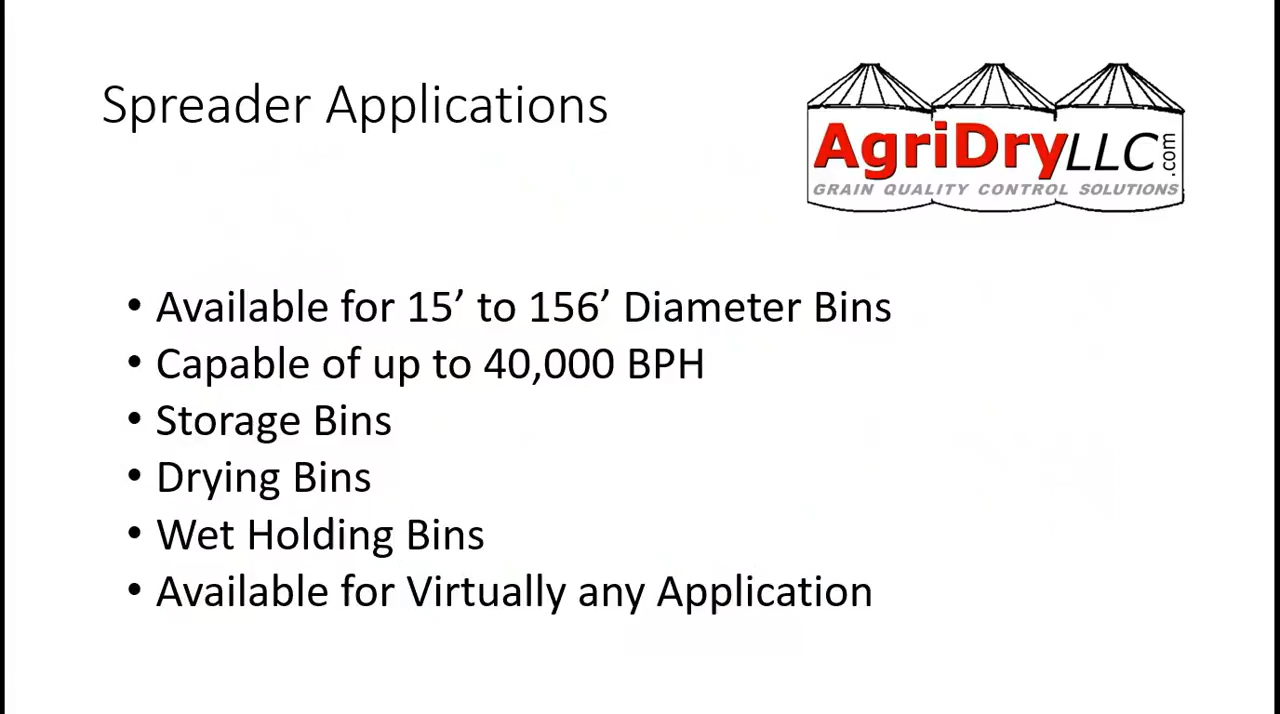 Spreader Applications
AgriDryLLC.com
GRAIN QUALITY CONTROL SOLUTIONS
• Available for 15’ to 156’ Diameter Bins
• Capable of up to 40,000 BPH
• Storage Bins
• Drying Bins
• Wet Holding Bins
• Available for Virtually any Application